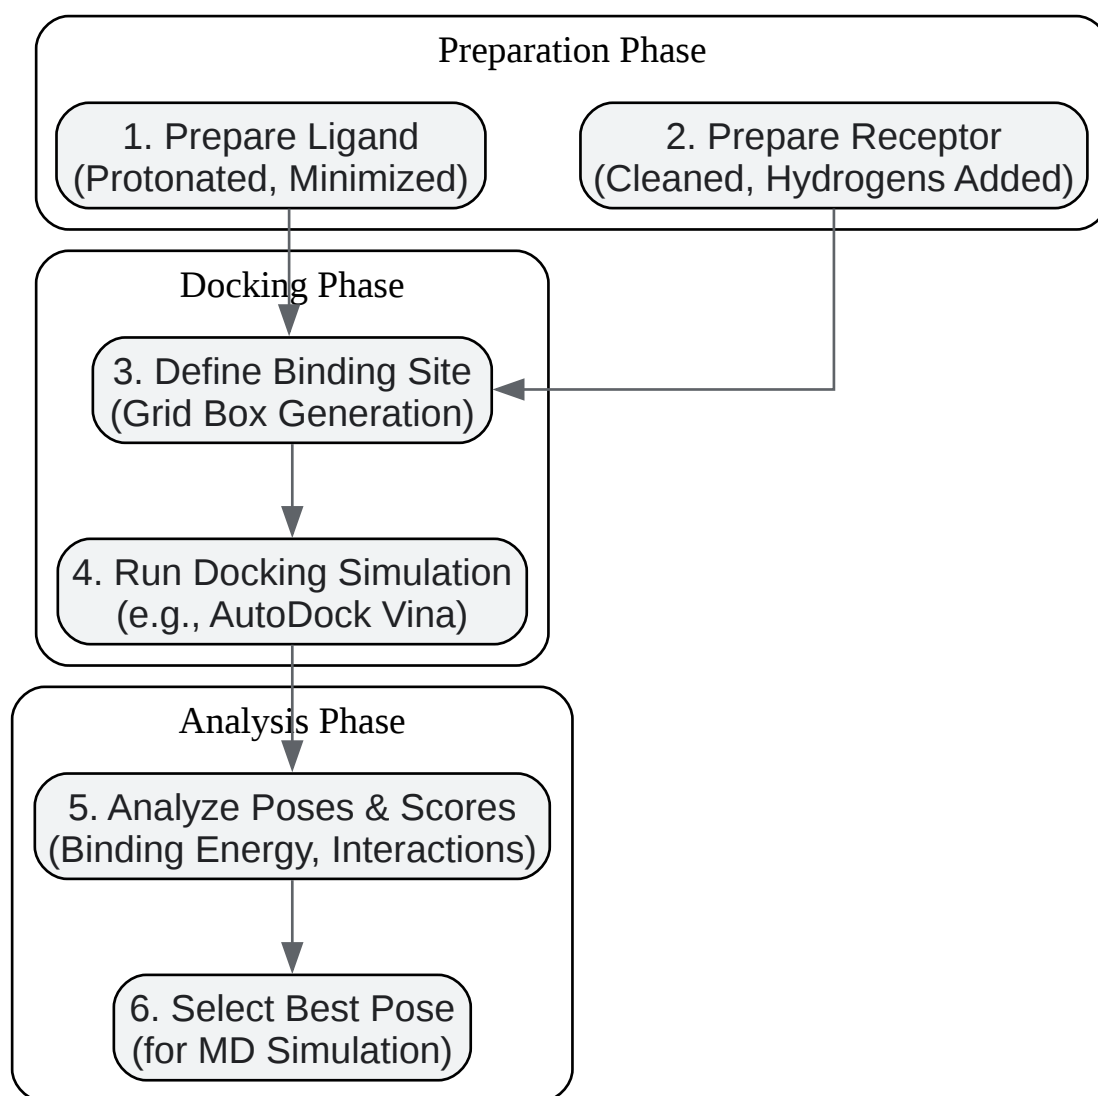 Preparation Phase
1. Prepare Ligand
(Protonated, Minimized)
2. Prepare Receptor
(Cleaned, Hydrogens Added)
Docking Phase
3. Define Binding Site
(Grid Box Generation)
4. Run Docking Simulation
(e.g., AutoDock Vina)
Analysis Phase
5. Analyze Poses & Scores
(Binding Energy, Interactions)
6. Select Best Pose
(for MD Simulation)